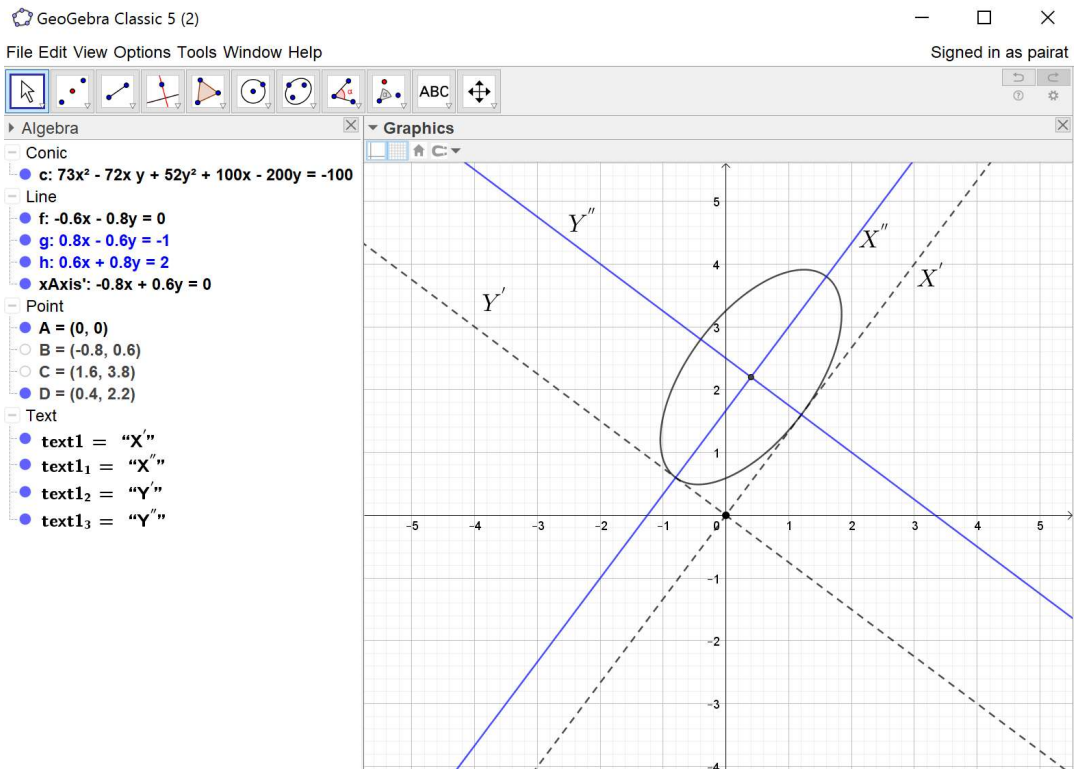 GeoGebra Classic 5 (2)
File Edit View Options Tools Window Help
Signed in as pairat
ABC
Algebra
Graphics
Conic
c: 73x² - 72x y + 52y² + 100x - 200y = -100
Line
f: -0.6x - 0.8y = 0
g: 0.8x - 0.6y = -1
h: 0.6x + 0.8y = 2
xAxis': -0.8x + 0.6y = 0
Point
A = (0, 0)
B = (-0.8, 0.6)
C = (1.6, 3.8)
D = (0.4, 2.2)
Text
text1 = “X′”
text1₁ = “X″”
text1₂ = “Y′”
text1₃ = “Y″”
Y″
X″
X′
Y′
5
4
3
2
1
-5 -4 -3 -2 -1 0 1 2 3 4 5
-1
-2
-3
-4